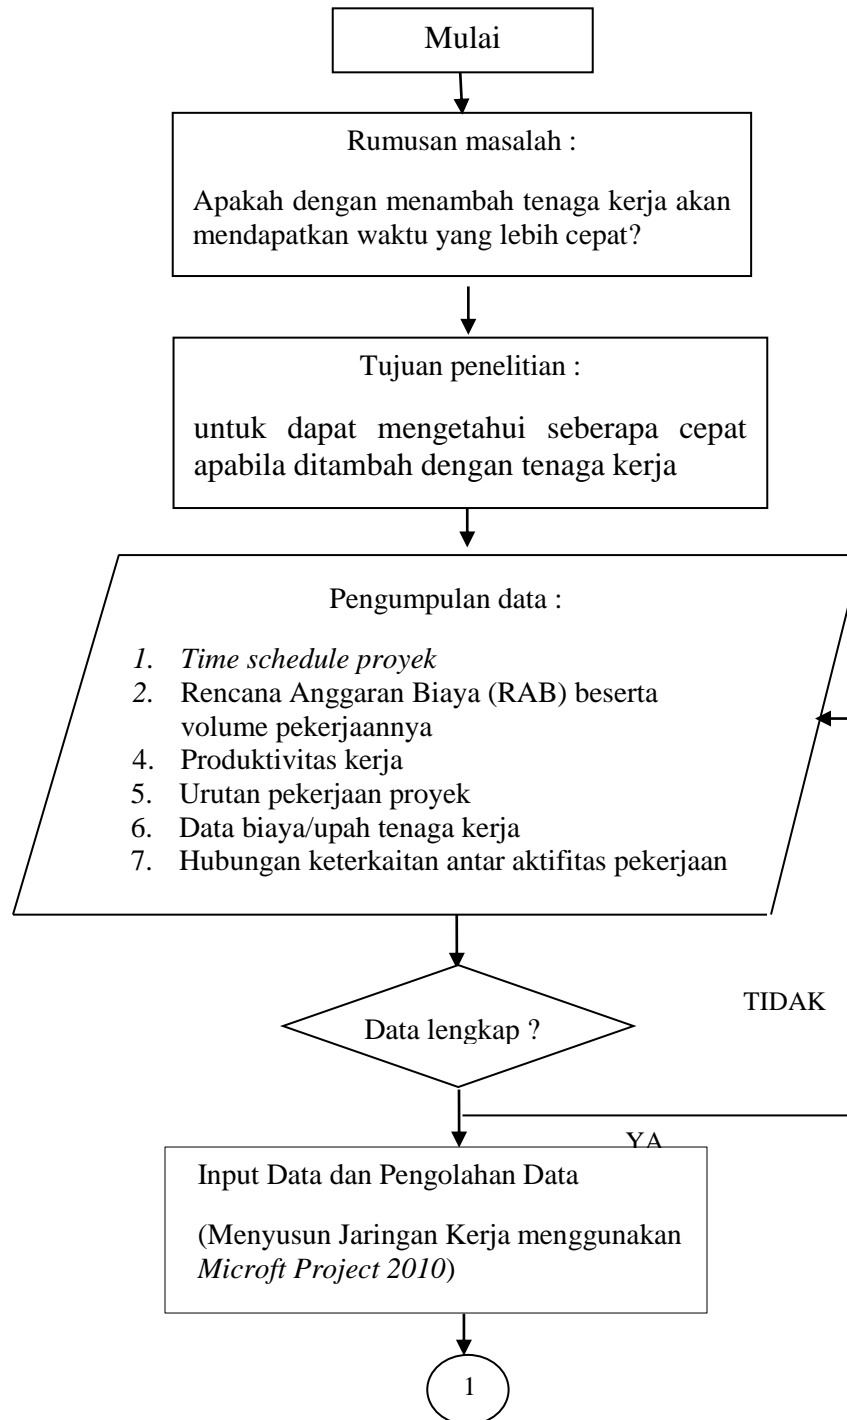 Mulai
Rumusan masalah :
Apakah dengan menambah tenaga kerja akan
mendapatkan waktu yang lebih cepat?
Tujuan penelitian :
untuk dapat mengetahui seberapa cepat
apabila ditambah dengan tenaga kerja
Pengumpulan data :
1. Time schedule proyek
2. Rencana Anggaran Biaya (RAB) beserta
volume pekerjaannya
4. Produktivitas kerja
5. Urutan pekerjaan proyek
6. Data biaya/upah tenaga kerja
7. Hubungan keterkaitan antar aktifitas pekerjaan
TIDAK
Data lengkap ?
YA
Input Data dan Pengolahan Data
(Menyusun Jaringan Kerja menggunakan
Microft Project 2010)
1